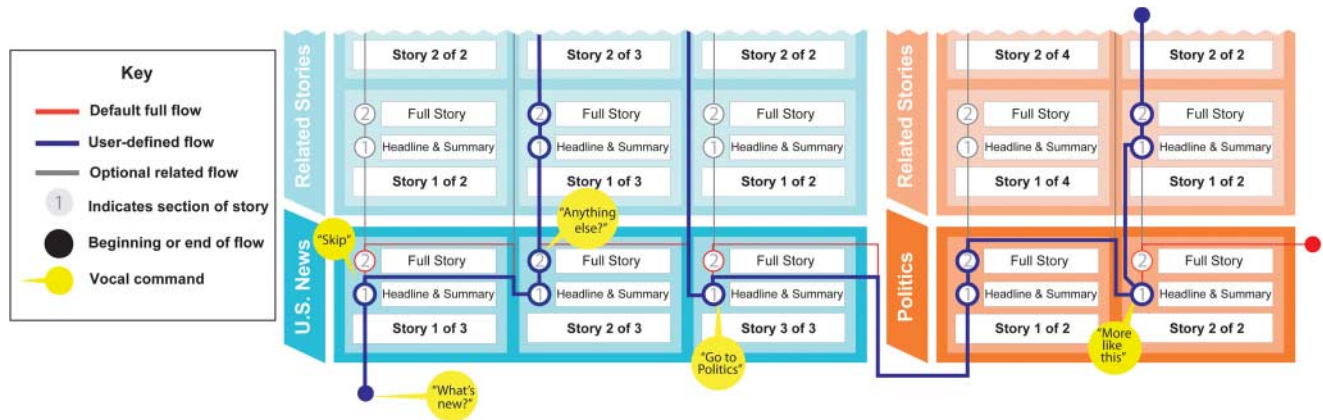 Key
Default full flow
User-defined flow
Optional related flow
1
Indicates section of story
Beginning or end of flow
Vocal command
Related Stories
Story 2 of 2
Story 2 of 3
Story 2 of 2
2
Full Story
2
Full Story
2
Full Story
1
Headline & Summary
1
Headline & Summary
1
Headline & Summary
Story 1 of 2
Story 1 of 3
Story 1 of 2
U.S. News
"Skip"
"Anything
else?"
2
Full Story
2
Full Story
2
Full Story
1
Headline & Summary
1
Headline & Summary
1
Headline & Summary
Story 1 of 3
Story 2 of 3
Story 3 of 3
"What's
new?"
"Go to
Politics"
Related Stories
Story 2 of 4
Story 2 of 2
2
Full Story
2
Full Story
1
Headline & Summary
1
Headline & Summary
Story 1 of 4
Story 1 of 2
Politics
2
Full Story
2
Full Story
1
Headline & Summary
1
Headline & Summary
Story 1 of 2
Story 2 of 2
"More
like
this"